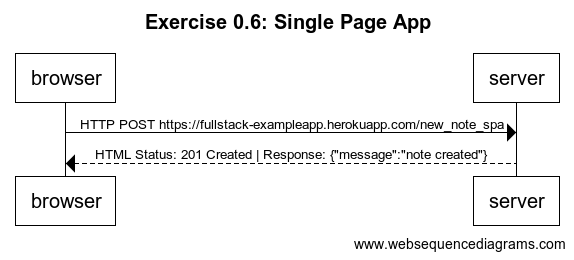 Exercise 0.6: Single Page App
browser server
HTTP POST https://fullstack-exampleapp.herokuapp.com/new_note_spa
HTML Status: 201 Created | Response: {"message":"note created"}
browser server
www.websequencediagrams.com